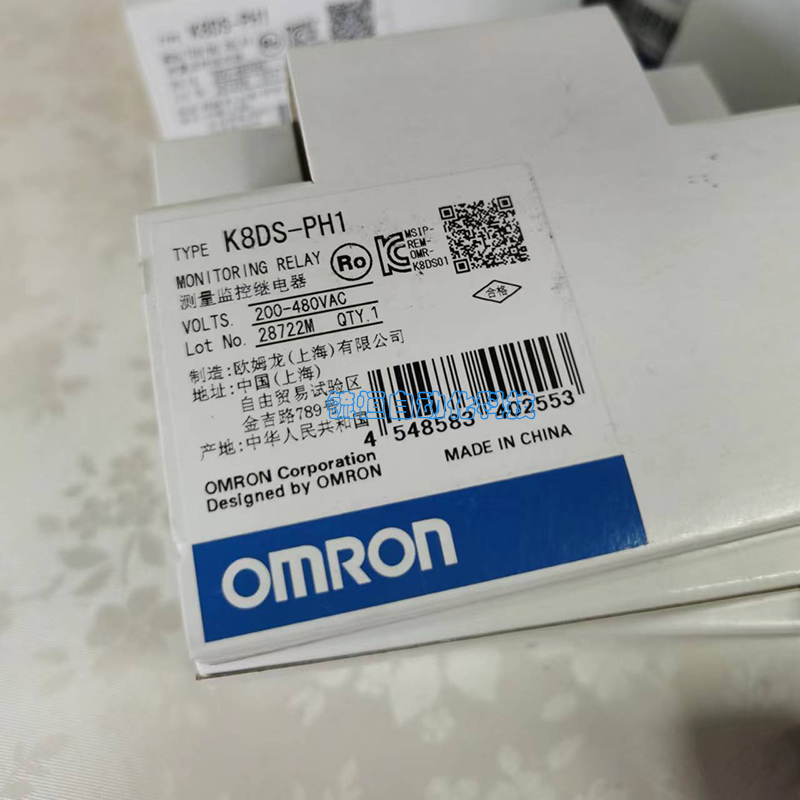 TYPE K8DS-PH1
TYPE K8DS-PH1
MONITORING RELAY
测量监控继电器
Ro
MSIP-
REM-
OMR-
K8DS01
合格
VOLTS. 200-480VAC
Lot No. 28722M QTY.1
制造:欧姆龙(上海)有限公司
地址:中国(上海)
自由贸易试验区
金吉路789号
产地:中华人民共和国
4 548583 402553
OMRON Corporation
Designed by OMRON
MADE IN CHINA
OMRON